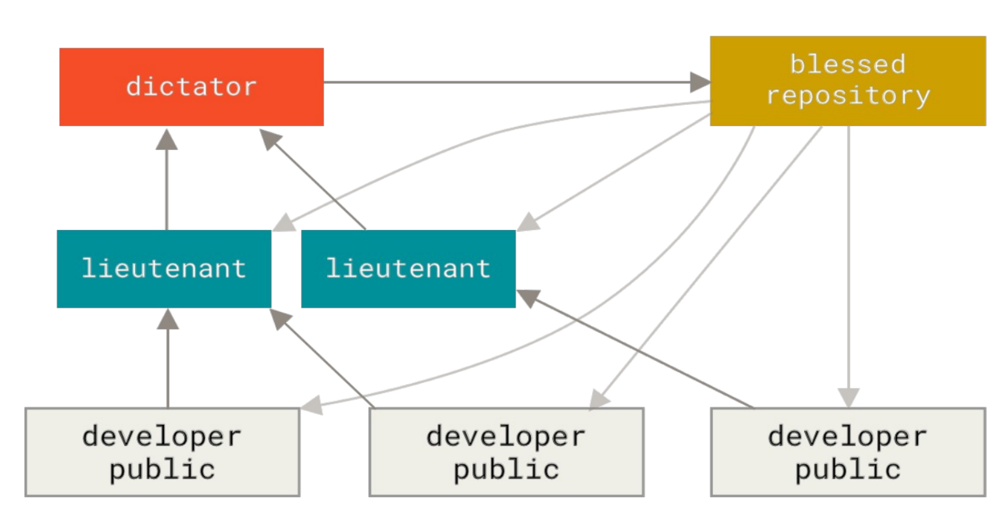 dictator
blessed
repository
lieutenant
lieutenant
developer
public
developer
public
developer
public